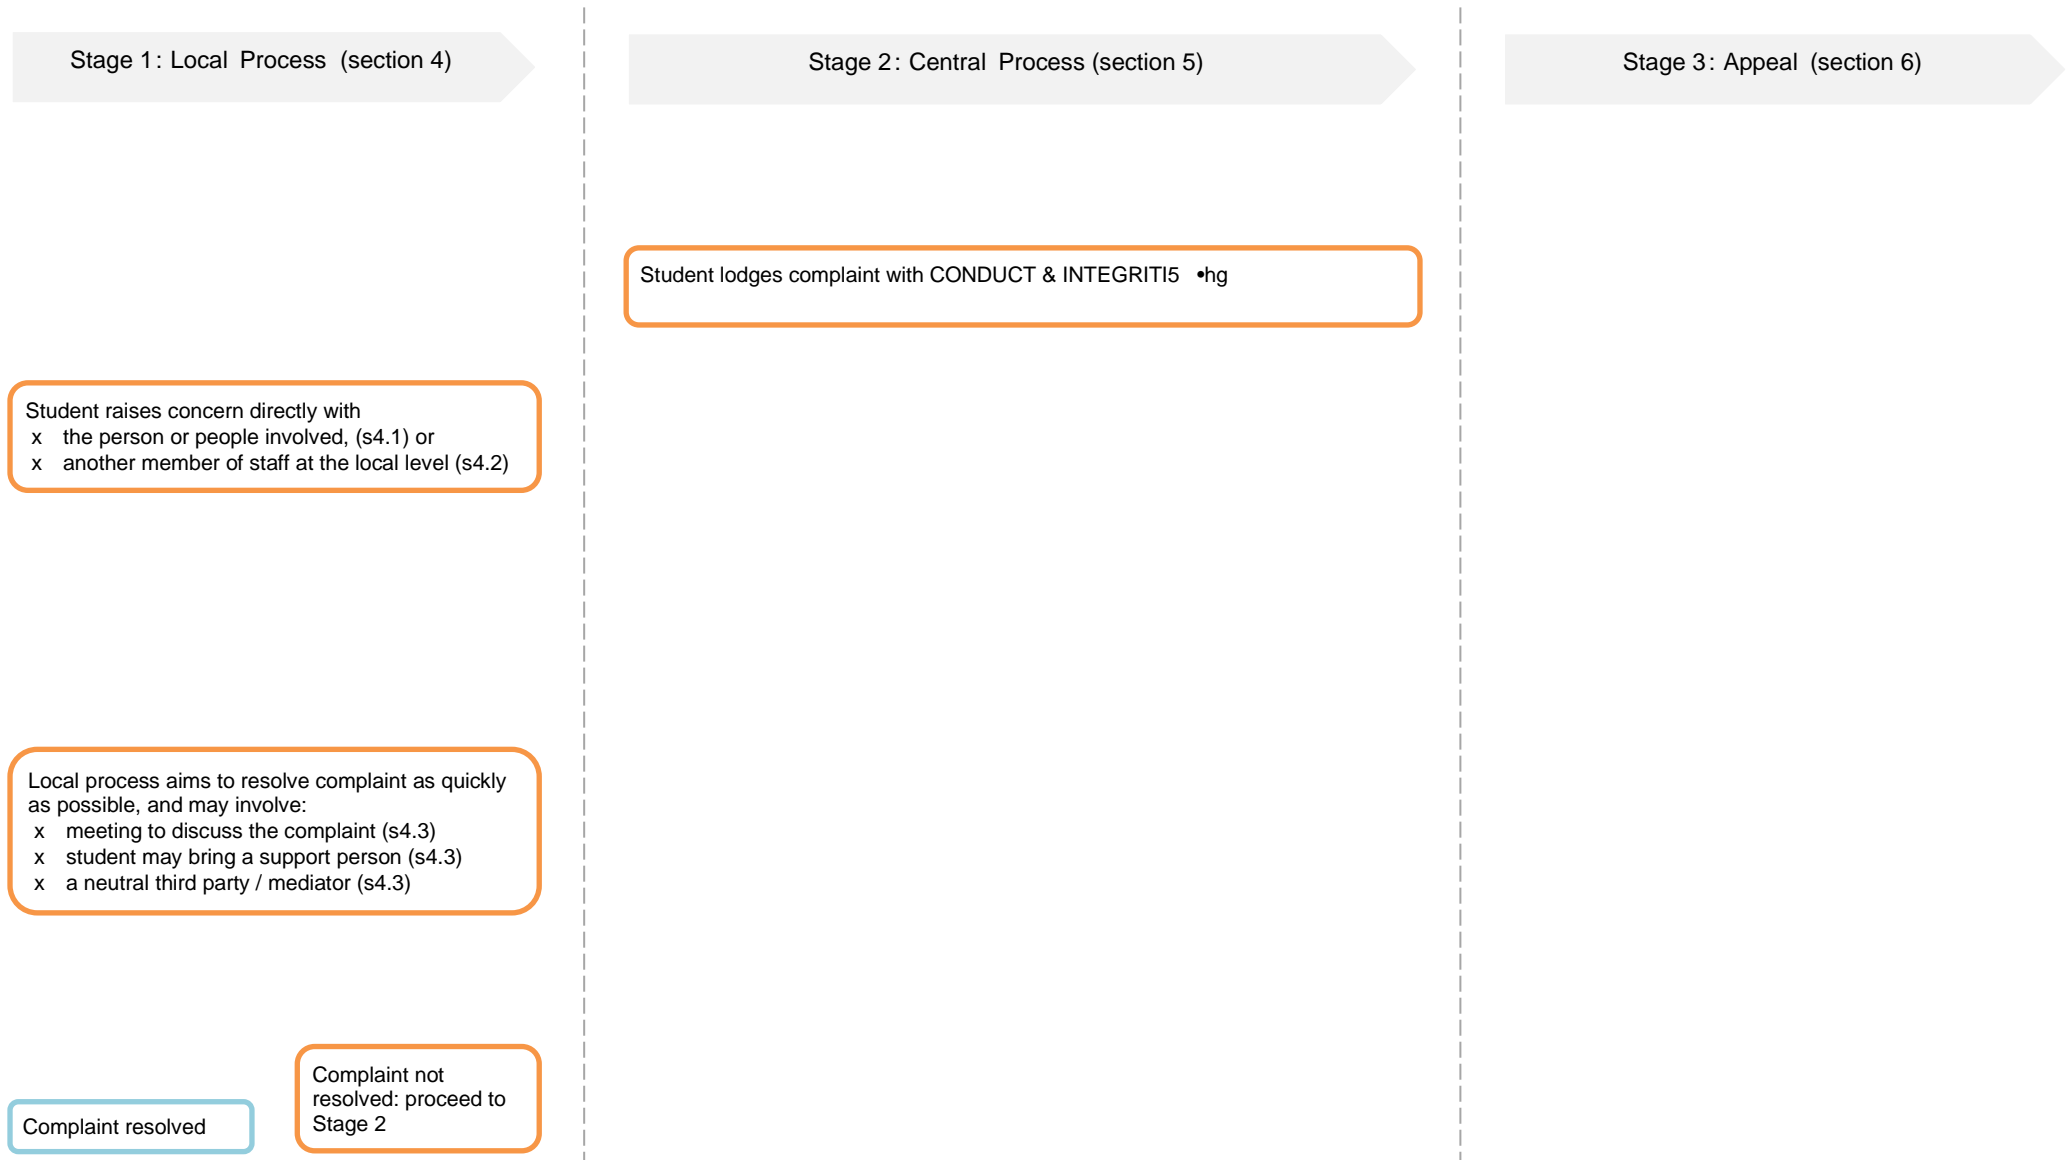 Stage 1: Local Process (section 4)
Stage 2: Central Process (section 5)
Stage 3: Appeal (section 6)
Student lodges complaint with CONDUCT & INTEGRITI5 •hg
Student raises concern directly with
x the person or people involved, (s4.1) or
x another member of staff at the local level (s4.2)
Local process aims to resolve complaint as quickly
as possible, and may involve:
x meeting to discuss the complaint (s4.3)
x student may bring a support person (s4.3)
x a neutral third party / mediator (s4.3)
Complaint resolved
Complaint not
resolved: proceed to
Stage 2